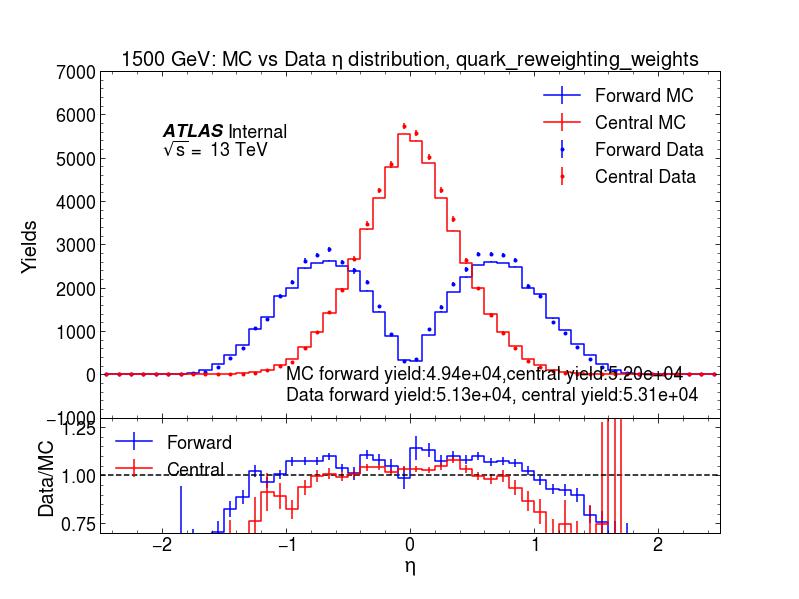 1500 GeV: MC vs Data η distribution, quark_reweighting_weights
7000
6000
5000
4000
3000
2000
1000
0
−1000
Yields
ATLAS Internal
√s = 13 TeV
Forward MC
Central MC
Forward Data
Central Data
MC forward yield:4.94e+04,central yield:5.20e+04
Data forward yield:5.13e+04, central yield:5.31e+04
1.25
1.00
0.75
Data/MC
Forward
Central
−2
−1
0
1
2
η